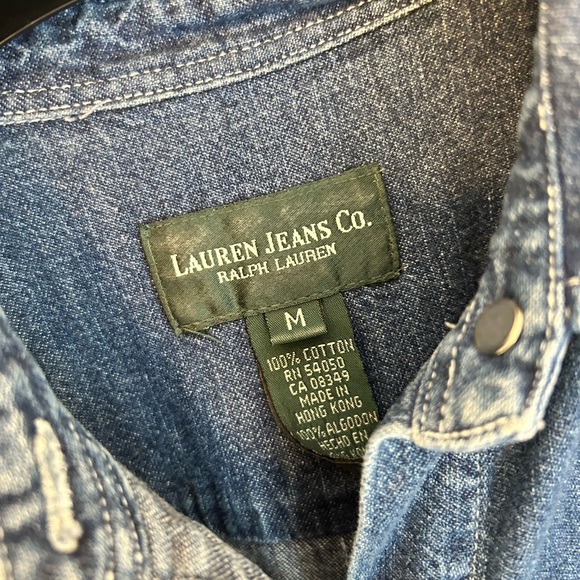 LAUREN JEANS CO.
RALPH LAUREN
M
100% COTTON
RN 54050
CA 08349
MADE IN
HONG KONG
100% ALGODON
HECHO EN